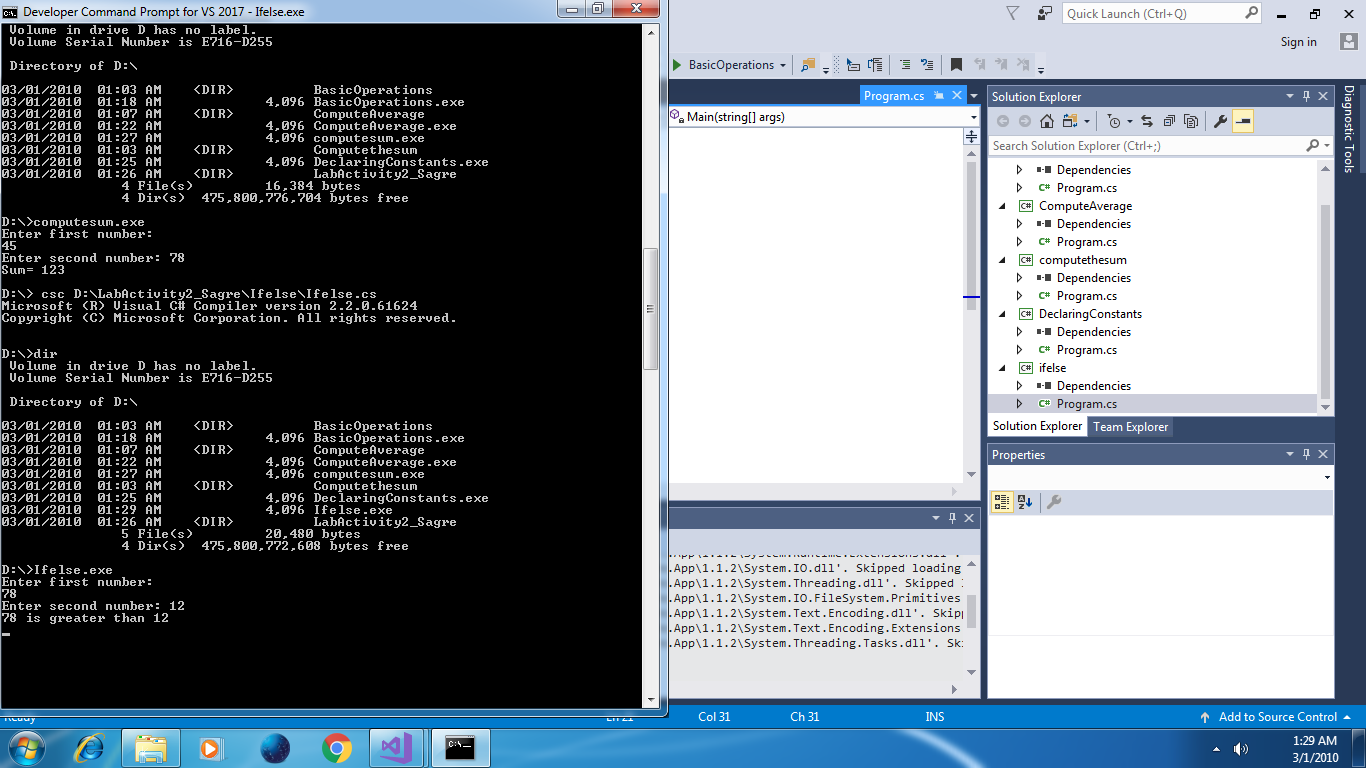 Developer Command Prompt for VS 2017 - Ifelse.exe
Volume in drive D has no label.
Volume Serial Number is E716-D255
Directory of D:\
03/01/2010  01:03 AM    <DIR>          BasicOperations
03/01/2010  01:18 AM             4,096 BasicOperations.exe
03/01/2010  01:07 AM    <DIR>          ComputeAverage
03/01/2010  01:22 AM             4,096 ComputeAverage.exe
03/01/2010  01:27 AM             4,096 computesum.exe
03/01/2010  01:03 AM    <DIR>          Computethesum
03/01/2010  01:25 AM             4,096 DeclaringConstants.exe
03/01/2010  01:26 AM    <DIR>          LabActivity2_Sagre
4 File(s)         16,384 bytes
4 Dir(s)  475,800,776,704 bytes free
D:\>computesum.exe
Enter first number:
45
Enter second number: 78
Sum= 123
D:\> csc D:\LabActivity2_Sagre\Ifelse\Ifelse.cs
Microsoft (R) Visual C# Compiler version 2.2.0.61624
Copyright (C) Microsoft Corporation. All rights reserved.
D:\>dir
Volume in drive D has no label.
Volume Serial Number is E716-D255
Directory of D:\
03/01/2010  01:03 AM    <DIR>          BasicOperations
03/01/2010  01:18 AM             4,096 BasicOperations.exe
03/01/2010  01:07 AM    <DIR>          ComputeAverage
03/01/2010  01:22 AM             4,096 ComputeAverage.exe
03/01/2010  01:27 AM             4,096 computesum.exe
03/01/2010  01:03 AM    <DIR>          Computethesum
03/01/2010  01:25 AM             4,096 DeclaringConstants.exe
03/01/2010  01:29 AM             4,096 Ifelse.exe
03/01/2010  01:26 AM    <DIR>          LabActivity2_Sagre
5 File(s)         20,480 bytes
4 Dir(s)  475,800,772,608 bytes free
D:\>Ifelse.exe
Enter first number:
78
Enter second number: 12
78 is greater than 12
Quick Launch (Ctrl+Q)
Sign in
BasicOperations
Program.cs
Main(string[] args)
Solution Explorer
Search Solution Explorer (Ctrl+;)
Dependencies
C# Program.cs
C# ComputeAverage
Dependencies
C# Program.cs
C# computethesum
Dependencies
C# Program.cs
C# DeclaringConstants
Dependencies
C# Program.cs
C# ifelse
Dependencies
C# Program.cs
Solution Explorer Team Explorer
Properties
Diagnostic Tools
.App\1.1.2\System.Runtime.Extensions.dll'.
.App\1.1.2\System.IO.dll'. Skipped loading
.App\1.1.2\System.Threading.dll'. Skipped
.App\1.1.2\System.IO.FileSystem.Primitives
.App\1.1.2\System.Text.Encoding.dll'. Skip
.App\1.1.2\System.Text.Encoding.Extensions
.App\1.1.2\System.Threading.Tasks.dll'. Sk
Ready Ln 21 Col 31 Ch 31 INS Add to Source Control
C:\
1:29 AM
3/1/2010